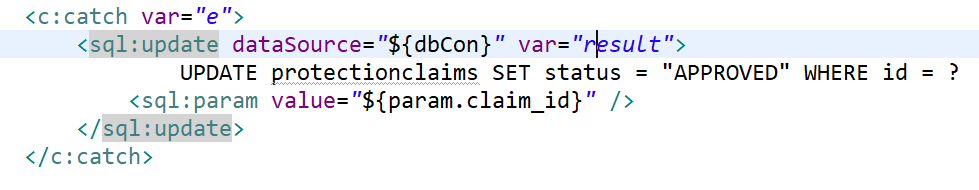 <c:catch var="e">
<sql:update dataSource="${dbCon}" var="result">
UPDATE protectionclaims SET status = "APPROVED" WHERE id = ?
<sql:param value="${param.claim_id}" />
</sql:update>
</c:catch>